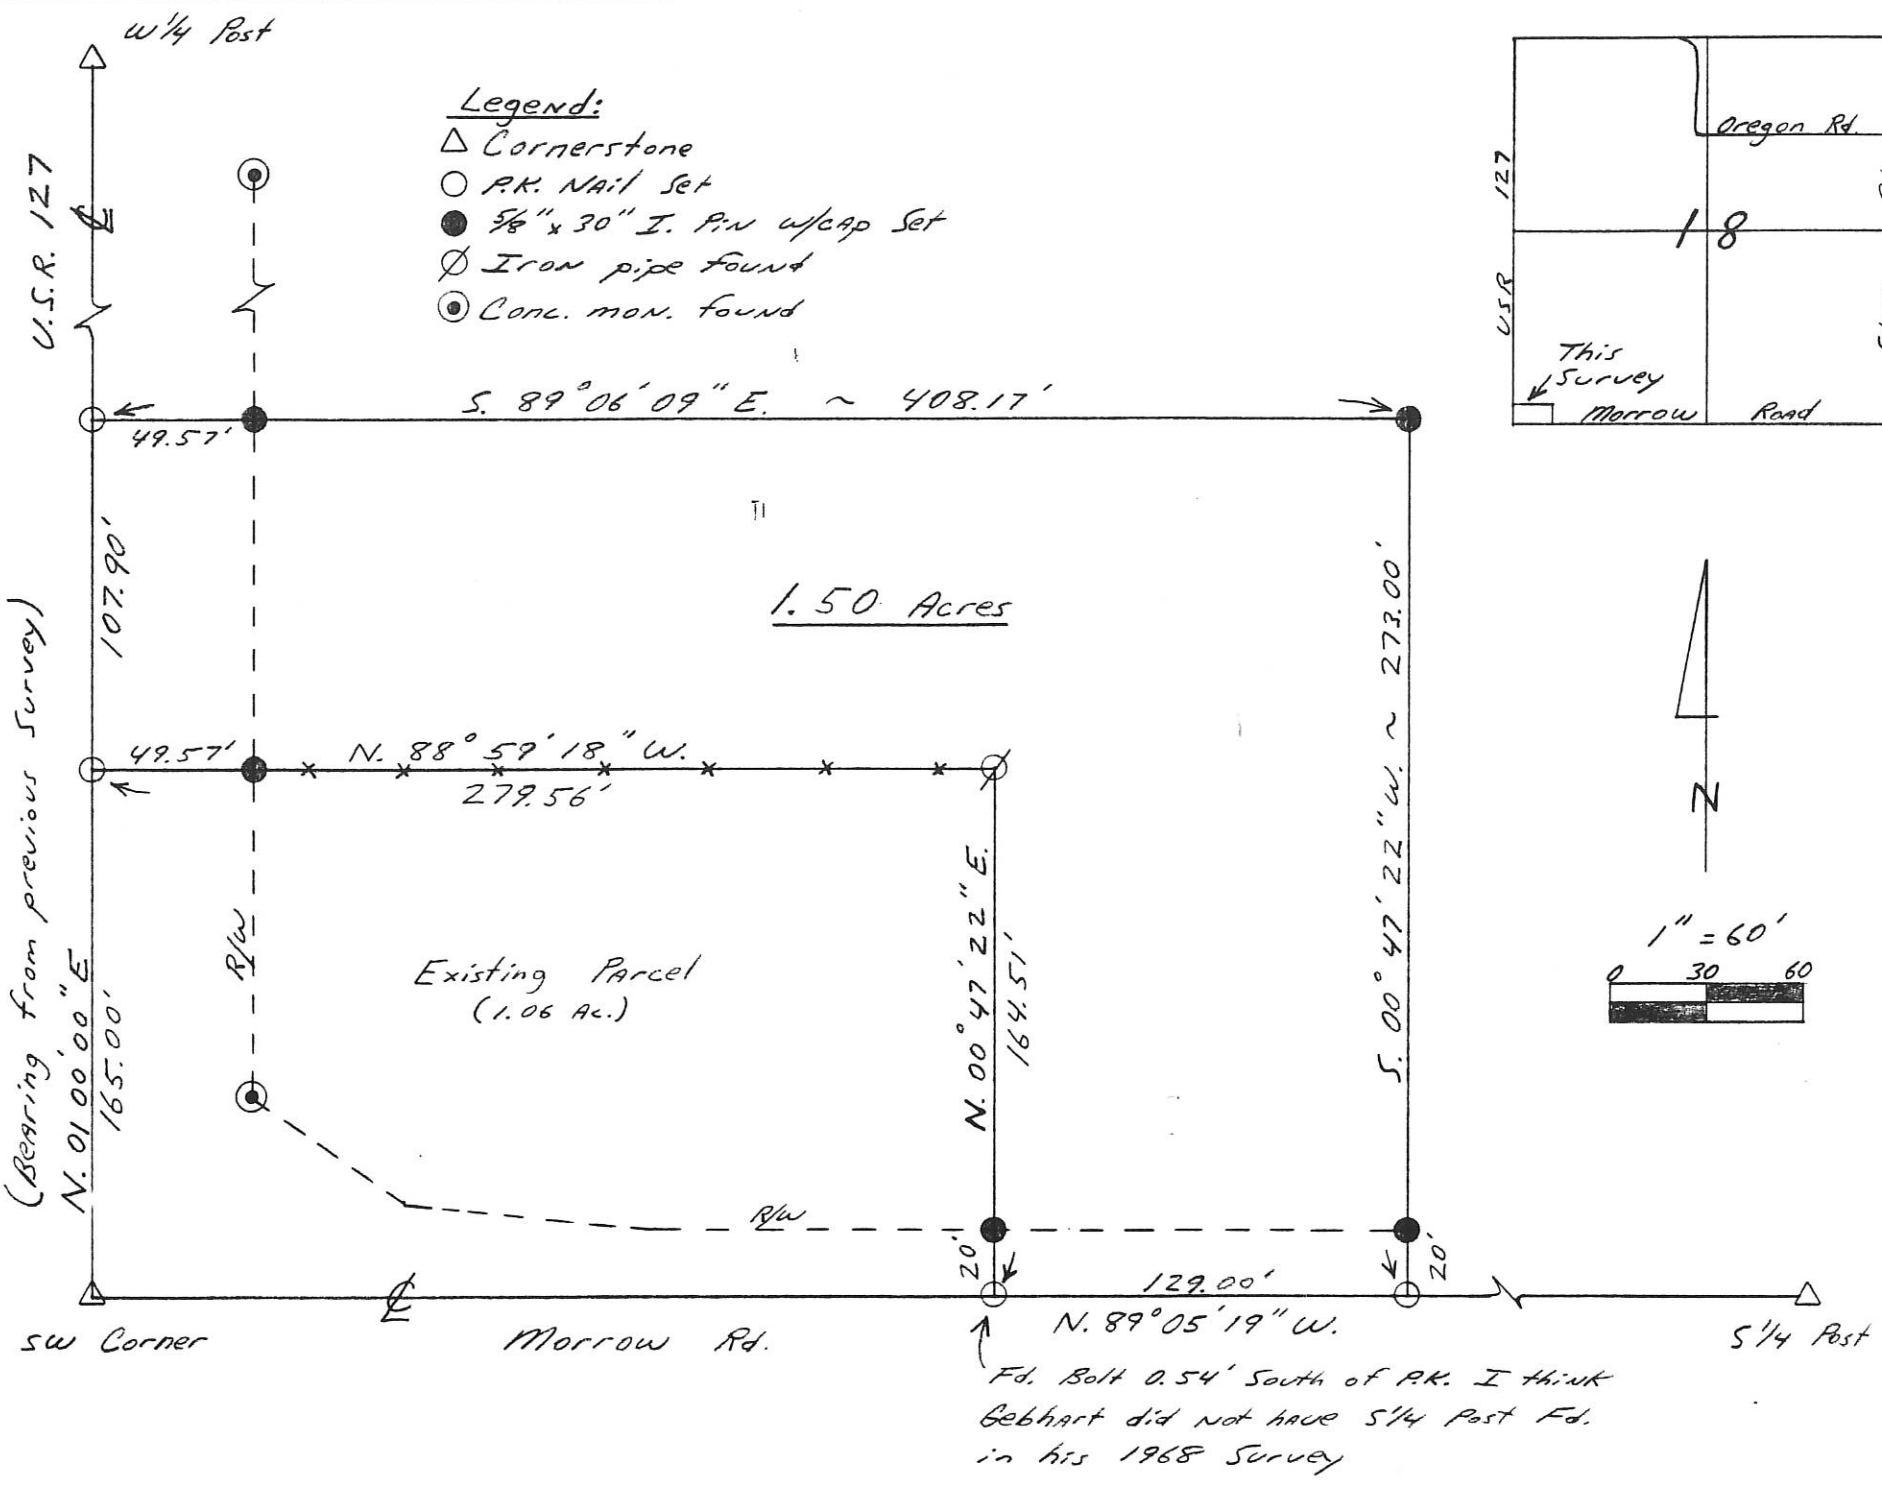 W 1/4 Post
Legend:
△ Cornerstone
○ P.K. Nail Set
● 5/8" x 30" I. Pin w/cap Set
Ø Iron pipe found
◉ Conc. mon. found
U.S.R. 127
℄
Oregon Rd.
USR 127
18
This
Survey
Morrow Road
S. 89° 06' 09" E. ~ 408.17'
49.57'
107.90'
1.50 Acres
S. 00° 47' 22" W. ~ 273.00'
49.57'
N. 88° 59' 18" W.
279.56'
(Bearing from previous Survey)
N. 01 00' 00" E
165.00'
R/W
Existing Parcel
(1.06 Ac.)
N. 00° 47' 22" E.
164.51'
N
1" = 60'
0 30 60
R/W
20'
20'
129.00'
N. 89° 05' 19" W.
SW Corner
℄
Morrow Rd.
S 1/4 Post
Fd. Bolt 0.54' South of P.K. I think
Gebhart did not have S 1/4 Post Fd.
in his 1968 Survey